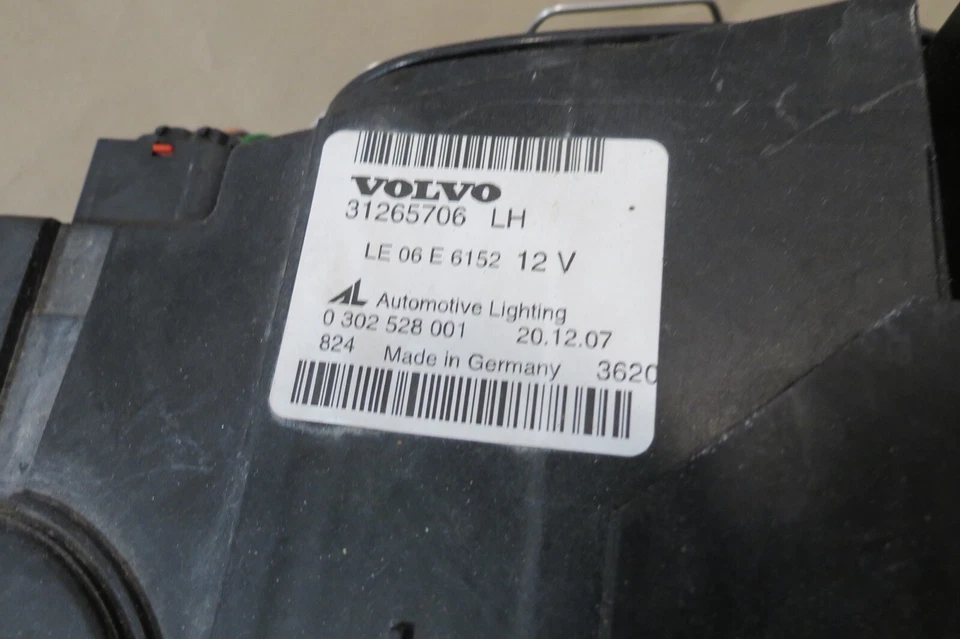 VOLVO
31265706 LH
LE 06 E 6152 12 V
AL Automotive Lighting
0 302 528 001 20.12.07
824 Made in Germany 3620